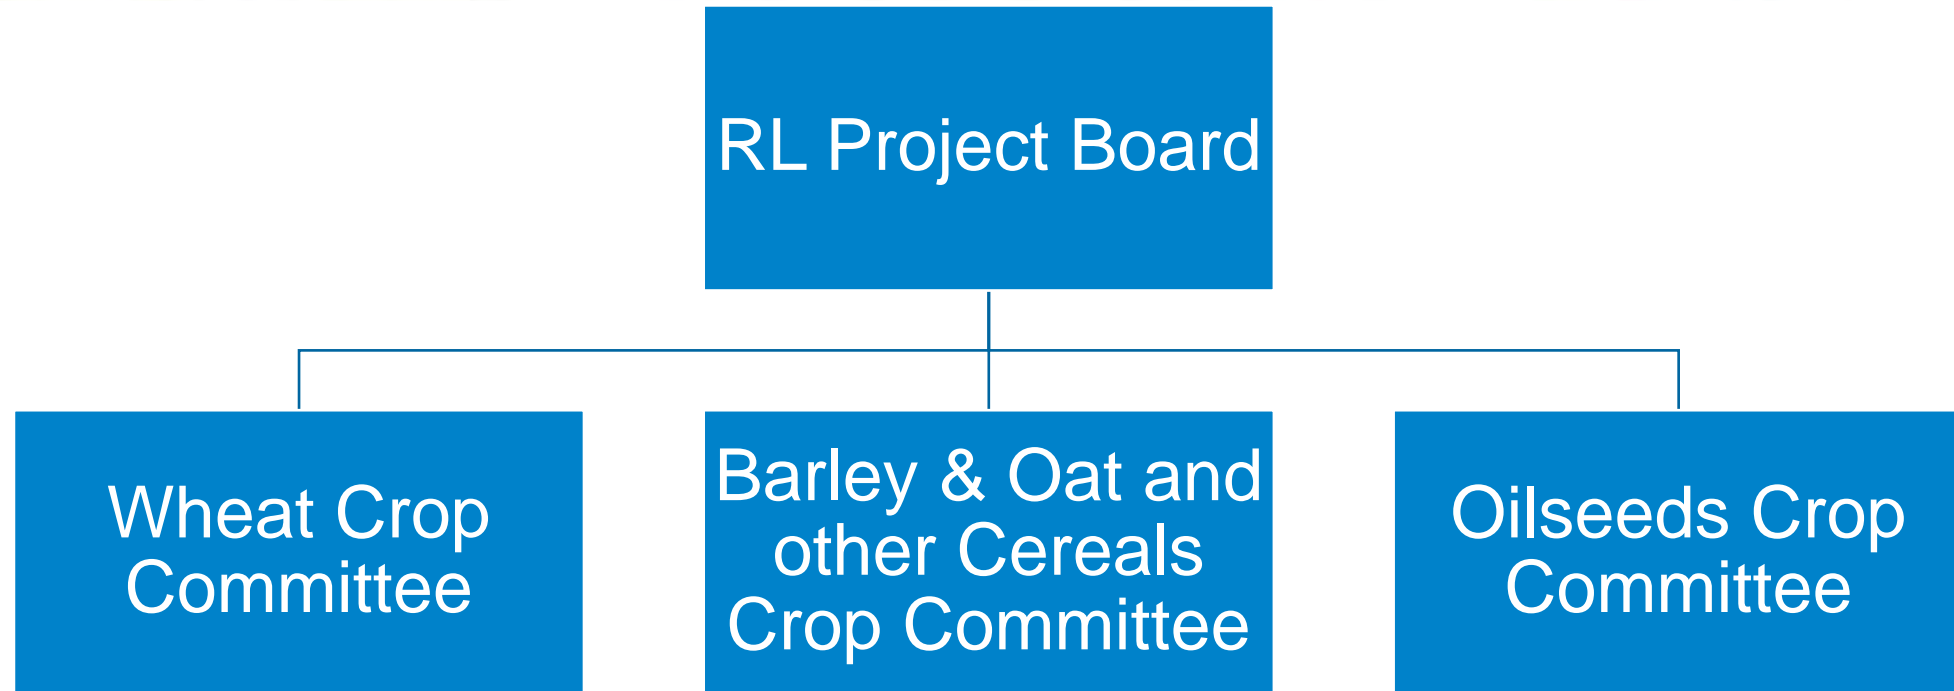 RL Project Board
Wheat Crop
Committee
Barley & Oat and
other Cereals
Crop Committee
Oilseeds Crop
Committee